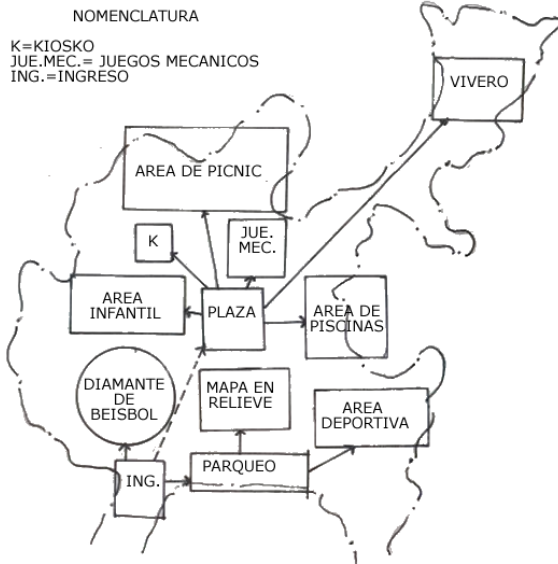 NOMENCLATURA
K=KIOSKO
JUE.MEC.= JUEGOS MECANICOS
ING.=INGRESO
VIVERO
AREA DE PICNIC
K
JUE.
MEC.
AREA
INFANTIL
PLAZA
AREA DE
PISCINAS
DIAMANTE
DE
BEISBOL
MAPA EN
RELIEVE
AREA
DEPORTIVA
ING.
PARQUEO